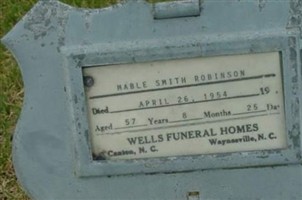 MABLE SMITH ROBINSON
Died APRIL 26, 1954 19
Aged 57 Years 8 Months 25 Da
WELLS FUNERAL HOMES
Canton, N. C. Waynesville, N. C.